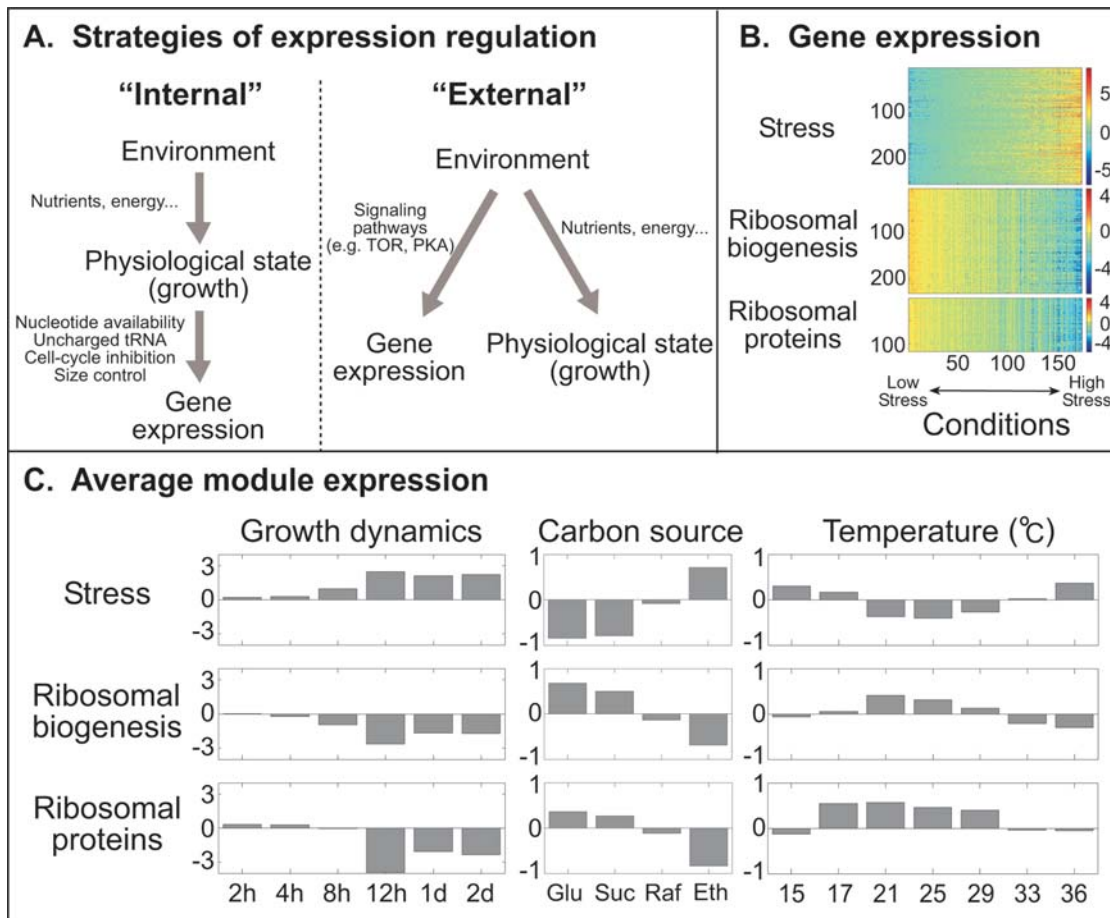 A. Strategies of expression regulation
“Internal”
Environment
Nutrients, energy...
Physiological state
(growth)
Nucleotide availability
Uncharged tRNA
Cell-cycle inhibition
Size control
Gene
expression
“External”
Environment
Signaling
pathways
(e.g. TOR, PKA)
Nutrients, energy...
Gene
expression
Physiological state
(growth)
B. Gene expression
Stress
100
200
5
0
-5
Ribosomal
biogenesis
100
200
4
0
-4
Ribosomal
proteins
100
4
0
-4
50 100 150
Low
Stress
High
Stress
Conditions
C. Average module expression
Growth dynamics Carbon source Temperature (°C)
Stress
3
0
-3
1
0
-1
1
0
-1
Ribosomal
biogenesis
3
0
-3
1
0
-1
1
0
-1
Ribosomal
proteins
3
0
-3
1
0
-1
1
0
-1
2h 4h 8h 12h 1d 2d
Glu Suc Raf Eth
15 17 21 25 29 33 36